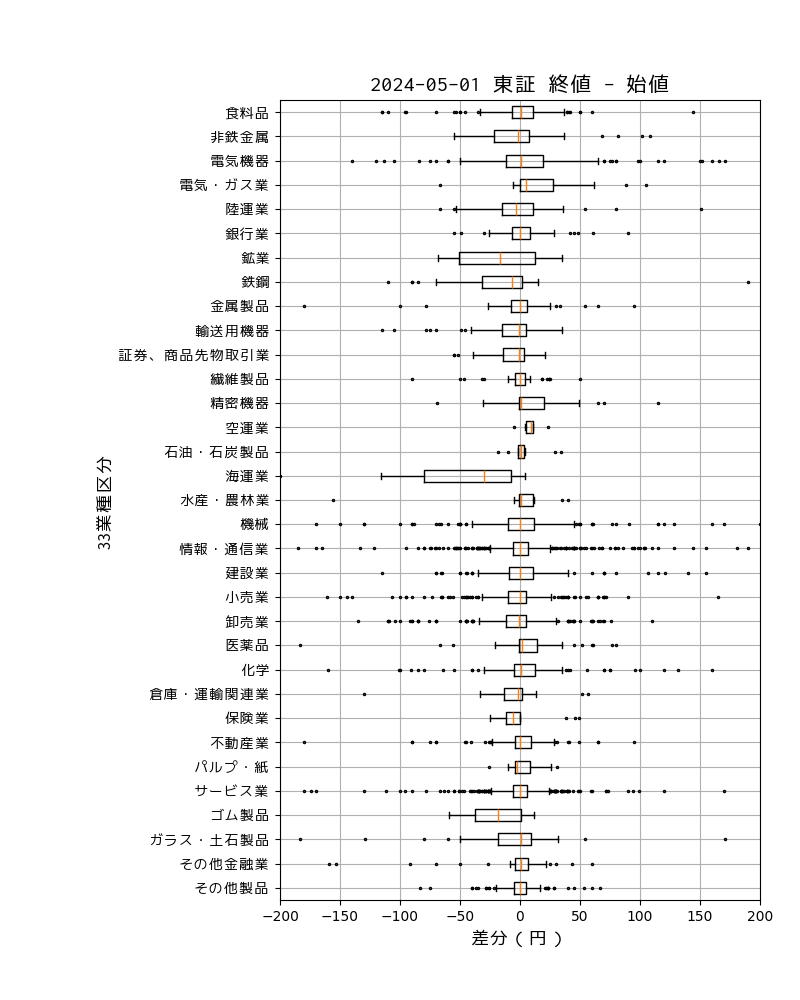 2024-05-01 東証 終値 - 始値
食料品
非鉄金属
電気機器
電気・ガス業
陸運業
銀行業
鉱業
鉄鋼
金属製品
輸送用機器
証券、商品先物取引業
繊維製品
精密機器
空運業
石油・石炭製品
海運業
水産・農林業
機械
情報・通信業
建設業
小売業
卸売業
医薬品
化学
倉庫・運輸関連業
保険業
不動産業
パルプ・紙
サービス業
ゴム製品
ガラス・土石製品
その他金融業
その他製品
33業種区分
−200 −150 −100 −50 0 50 100 150 200
差分(円)